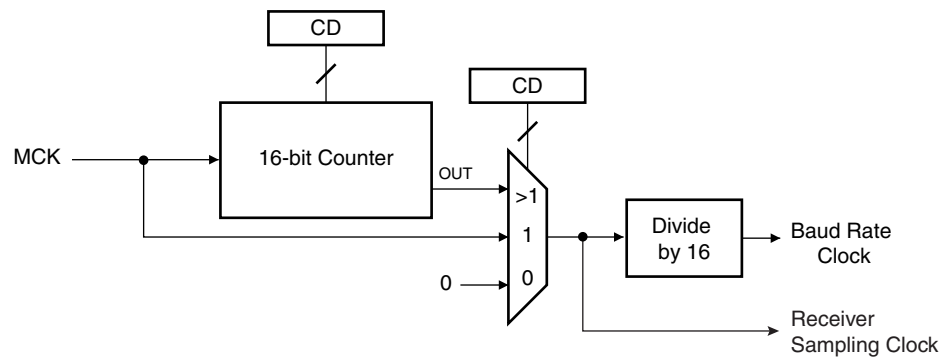 CD
CD
MCK
16-bit Counter
OUT
>1
1
0
0
Divide
by 16
Baud Rate
Clock
Receiver
Sampling Clock